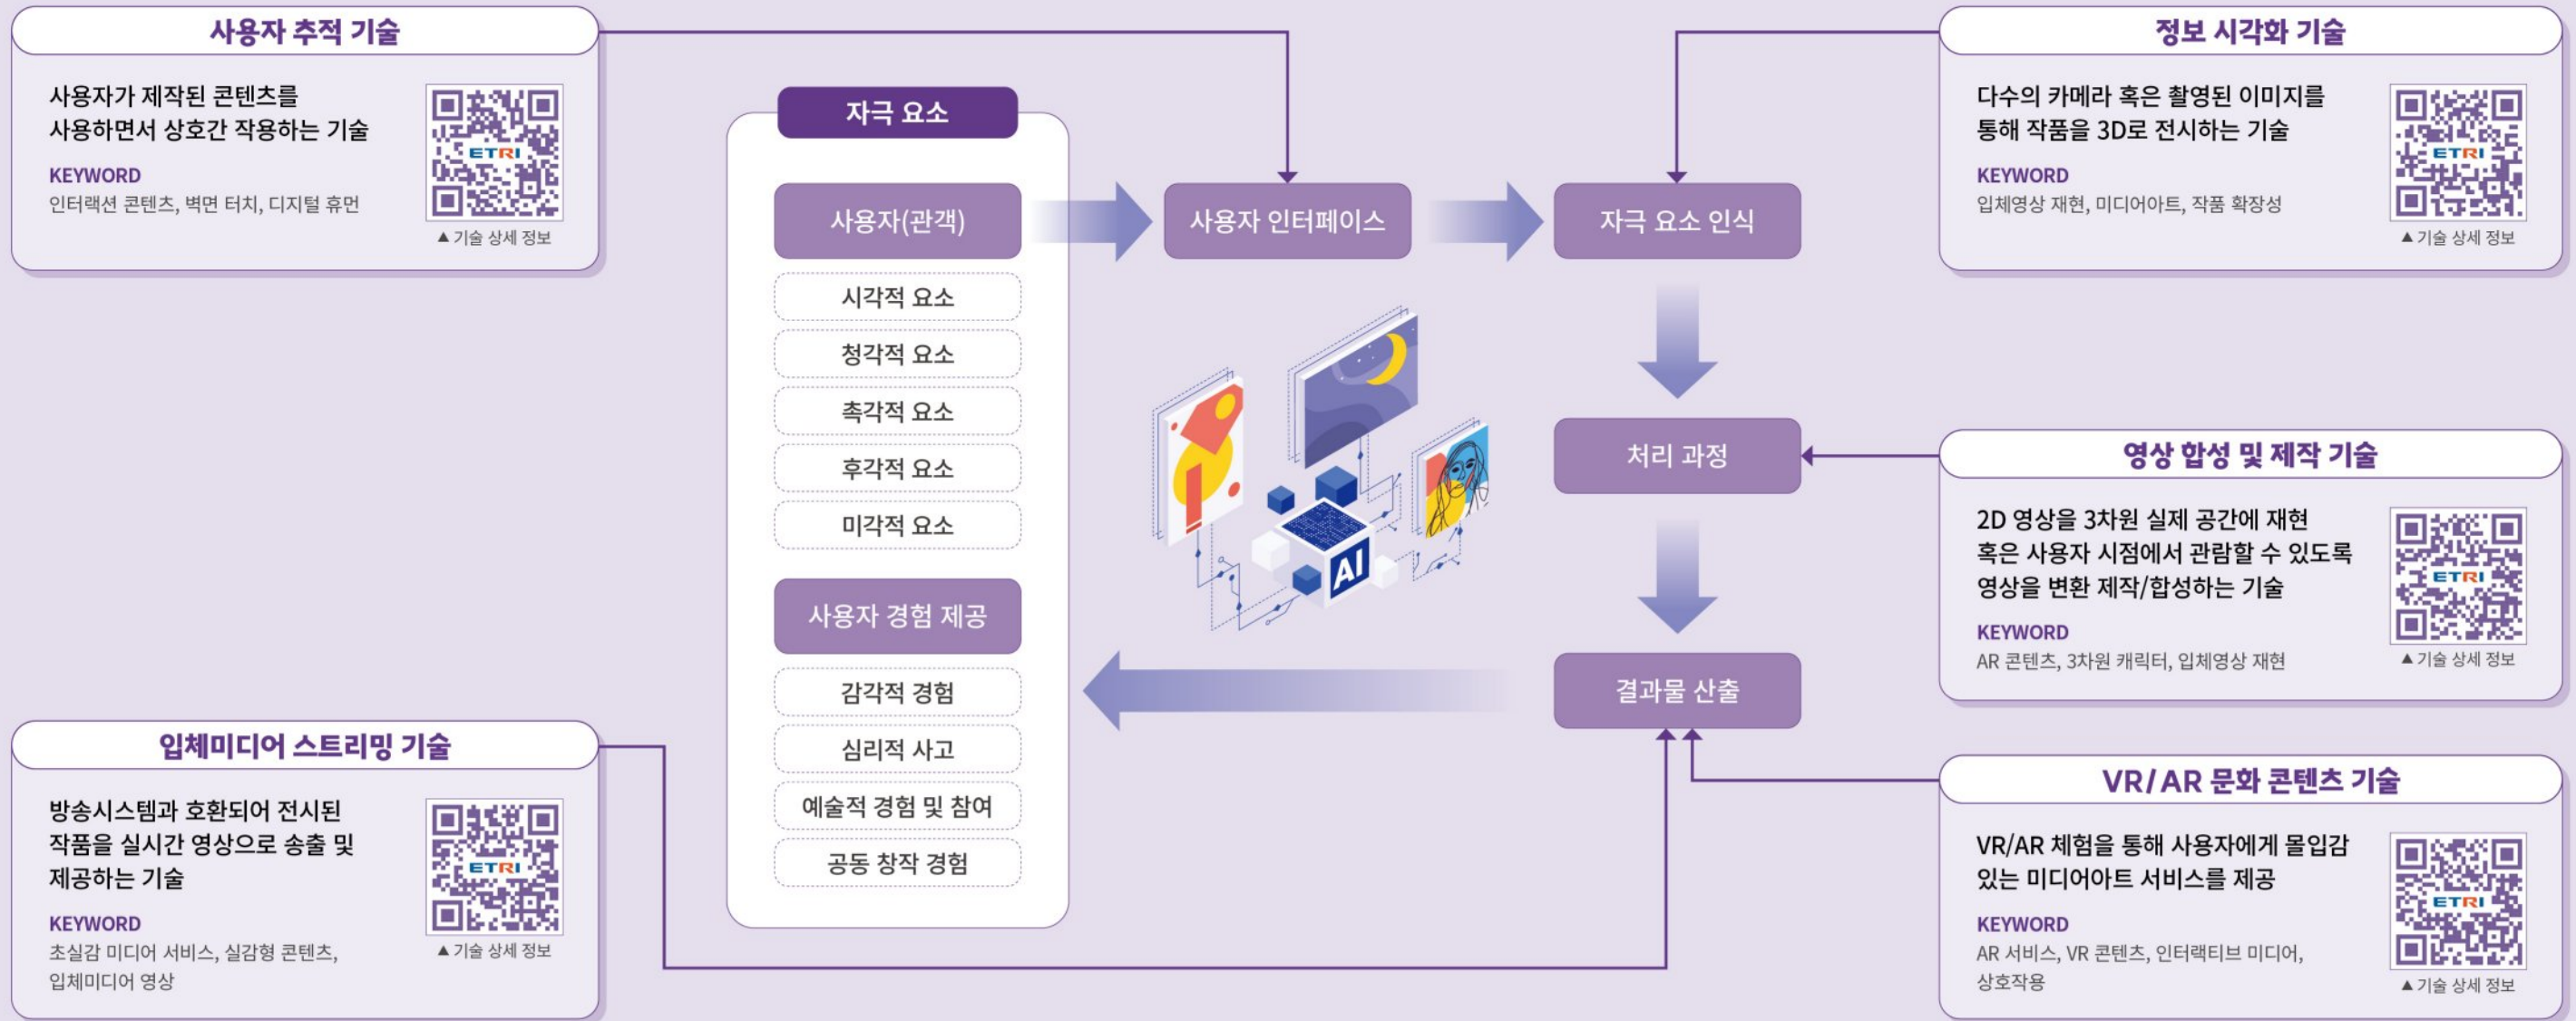 사용자 추적 기술
사용자가 제작된 콘텐츠를
사용하면서 상호간 작용하는 기술
KEYWORD
인터랙션 콘텐츠, 벽면 터치, 디지털 휴먼
ETRI
▲ 기술 상세 정보
자극 요소
사용자(관객)
시각적 요소
청각적 요소
촉각적 요소
후각적 요소
미각적 요소
사용자 경험 제공
감각적 경험
심리적 사고
예술적 경험 및 참여
공동 창작 경험
사용자 인터페이스
자극 요소 인식
처리 과정
결과물 산출
AI
정보 시각화 기술
다수의 카메라 혹은 촬영된 이미지를
통해 작품을 3D로 전시하는 기술
KEYWORD
입체영상 재현, 미디어아트, 작품 확장성
ETRI
▲ 기술 상세 정보
영상 합성 및 제작 기술
2D 영상을 3차원 실제 공간에 재현
혹은 사용자 시점에서 관람할 수 있도록
영상을 변환 제작/합성하는 기술
KEYWORD
AR 콘텐츠, 3차원 캐릭터, 입체영상 재현
ETRI
▲ 기술 상세 정보
입체미디어 스트리밍 기술
방송시스템과 호환되어 전시된
작품을 실시간 영상으로 송출 및
제공하는 기술
KEYWORD
초실감 미디어 서비스, 실감형 콘텐츠,
입체미디어 영상
ETRI
▲ 기술 상세 정보
VR/AR 문화 콘텐츠 기술
VR/AR 체험을 통해 사용자에게 몰입감
있는 미디어아트 서비스를 제공
KEYWORD
AR 서비스, VR 콘텐츠, 인터랙티브 미디어,
상호작용
ETRI
▲ 기술 상세 정보